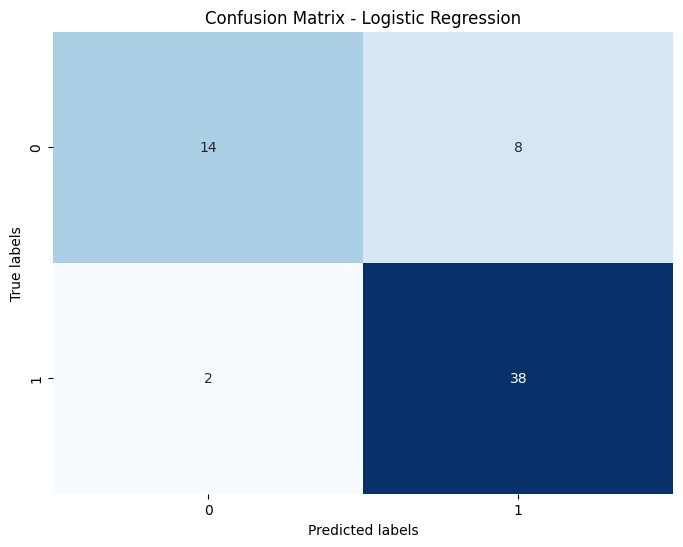 Confusion Matrix - Logistic Regression
0
14
8
True labels
1
2
38
0
1
Predicted labels